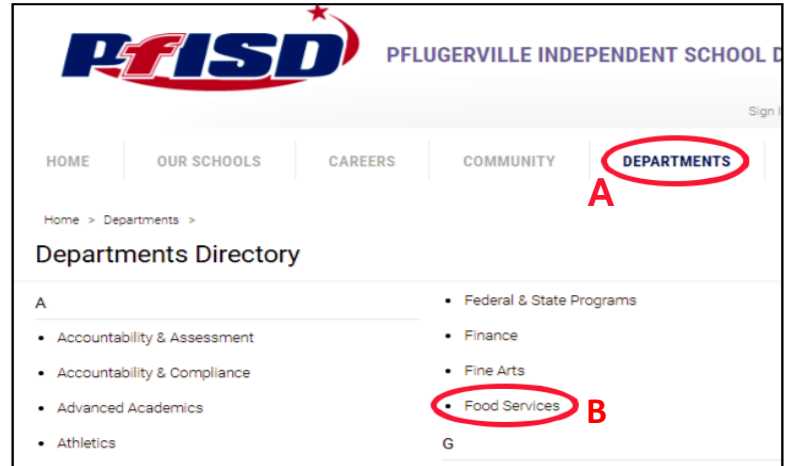 PfISD
PFLUGERVILLE INDEPENDENT SCHOOL D
Sign I
HOME OUR SCHOOLS CAREERS COMMUNITY DEPARTMENTS
A
Home > Departments >
Departments Directory
A
• Accountability & Assessment
• Accountability & Compliance
• Advanced Academics
• Athletics
• Federal & State Programs
• Finance
• Fine Arts
• Food Services B
G